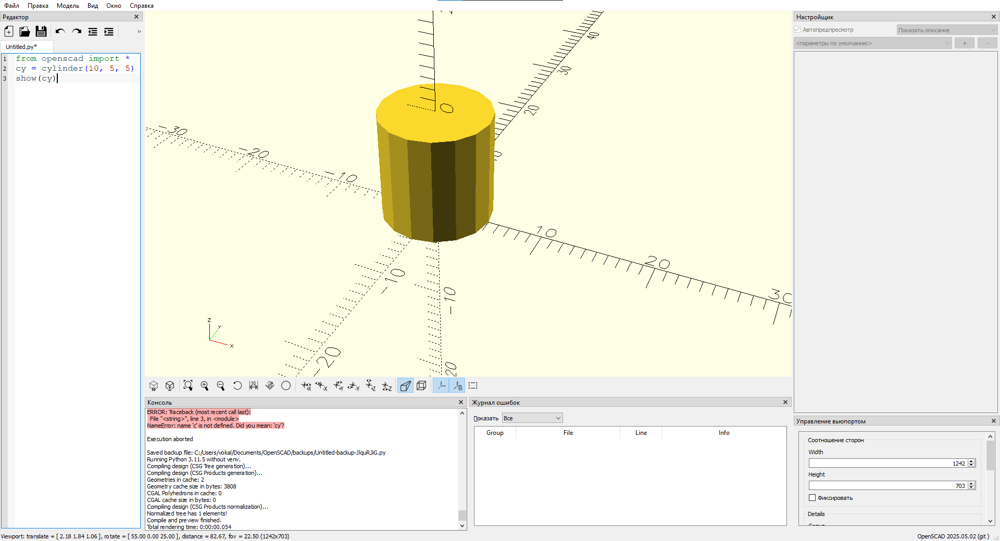 Файл Правка Модель Вид Окно Справка
Редактор
Untitled.py*
1 from openscad import *
2 cy = cylinder(10, 5, 5)
3 show(cy)
-30
-20
-10
0
40
30
20
10
20
30
-10
-20
-10
20
Z
Y
X
Консоль
ERROR: Traceback (most recent call last):
File "<string>", line 3, in <module>
NameError: name 'c' is not defined. Did you mean: 'cy'?
Execution aborted
Saved backup file: C:/Users/vokal/Documents/OpenSCAD/backups/Untitled-backup-JlquRJiG.py
Running Python 3.11.5 without venv.
Compiling design (CSG Tree generation)...
Compiling design (CSG Products generation)...
Geometries in cache: 2
Geometry cache size in bytes: 3808
CGAL Polyhedrons in cache: 0
CGAL cache size in bytes: 0
Compiling design (CSG Products normalization)...
Normalized tree has 1 elements!
Compile and preview finished.
Total rendering time: 0:00:00.054
Журнал ошибок
Показать Все
Group File Line Info
Настройщик
Автопредпросмотр Показать описание
<параметры по умолчанию> + -
Управление вьюпортом
Соотношение сторон
Width
1242
Height
703
Фиксировать
Details
Viewport: translate = [ 2.18 1.84 1.06 ], rotate = [ 55.00 0.00 25.00 ], distance = 82.67, fov = 22.50 (1242x703)
OpenSCAD 2025.05.02 (git )